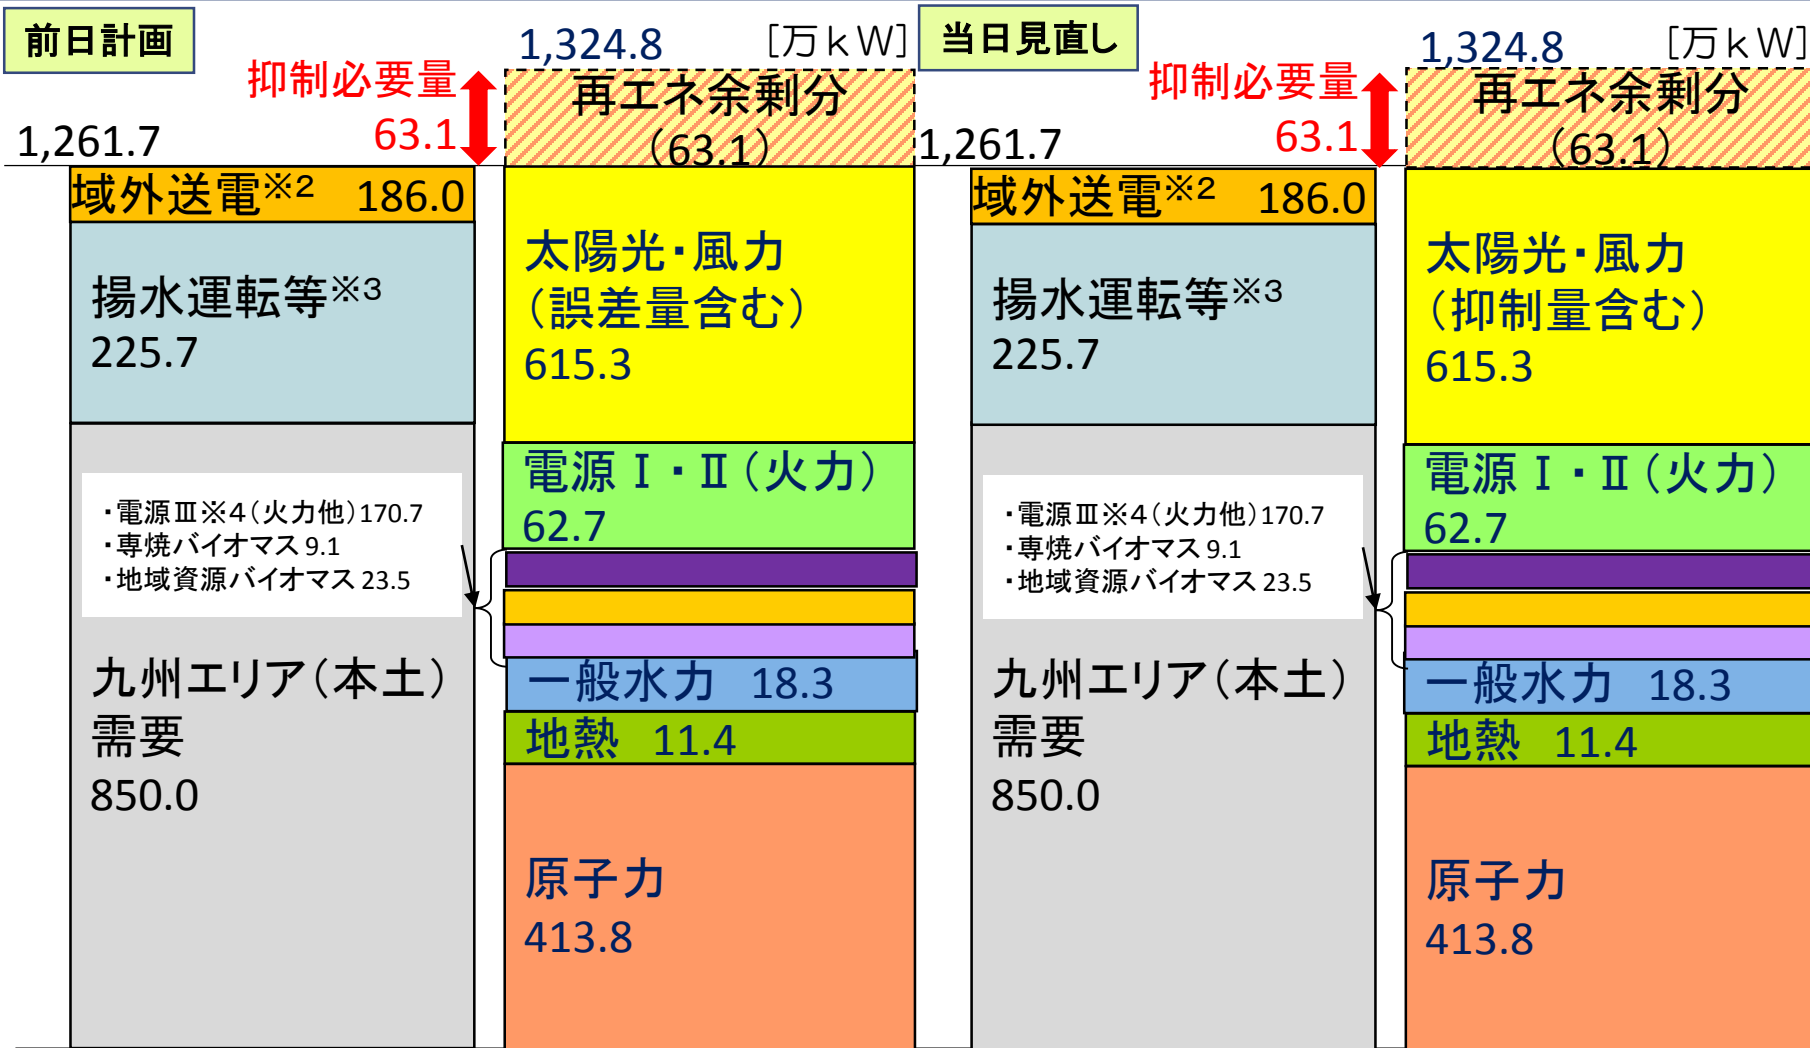 前日計画
1,324.8
[万kW]
抑制必要量
63.1
再エネ余剰分
(63.1)
1,261.7
域外送電※2 186.0
揚水運転等※3
225.7
太陽光・風力
(誤差量含む)
615.3
電源Ⅰ・Ⅱ(火力)
62.7
・電源Ⅲ※4(火力他)170.7
・専焼バイオマス 9.1
・地域資源バイオマス 23.5
九州エリア(本土)
需要
850.0
一般水力 18.3
地熱 11.4
原子力
413.8
当日見直し
1,324.8
[万kW]
抑制必要量
63.1
再エネ余剰分
(63.1)
1,261.7
域外送電※2 186.0
揚水運転等※3
225.7
太陽光・風力
(抑制量含む)
615.3
電源Ⅰ・Ⅱ(火力)
62.7
・電源Ⅲ※4(火力他)170.7
・専焼バイオマス 9.1
・地域資源バイオマス 23.5
九州エリア(本土)
需要
850.0
一般水力 18.3
地熱 11.4
原子力
413.8